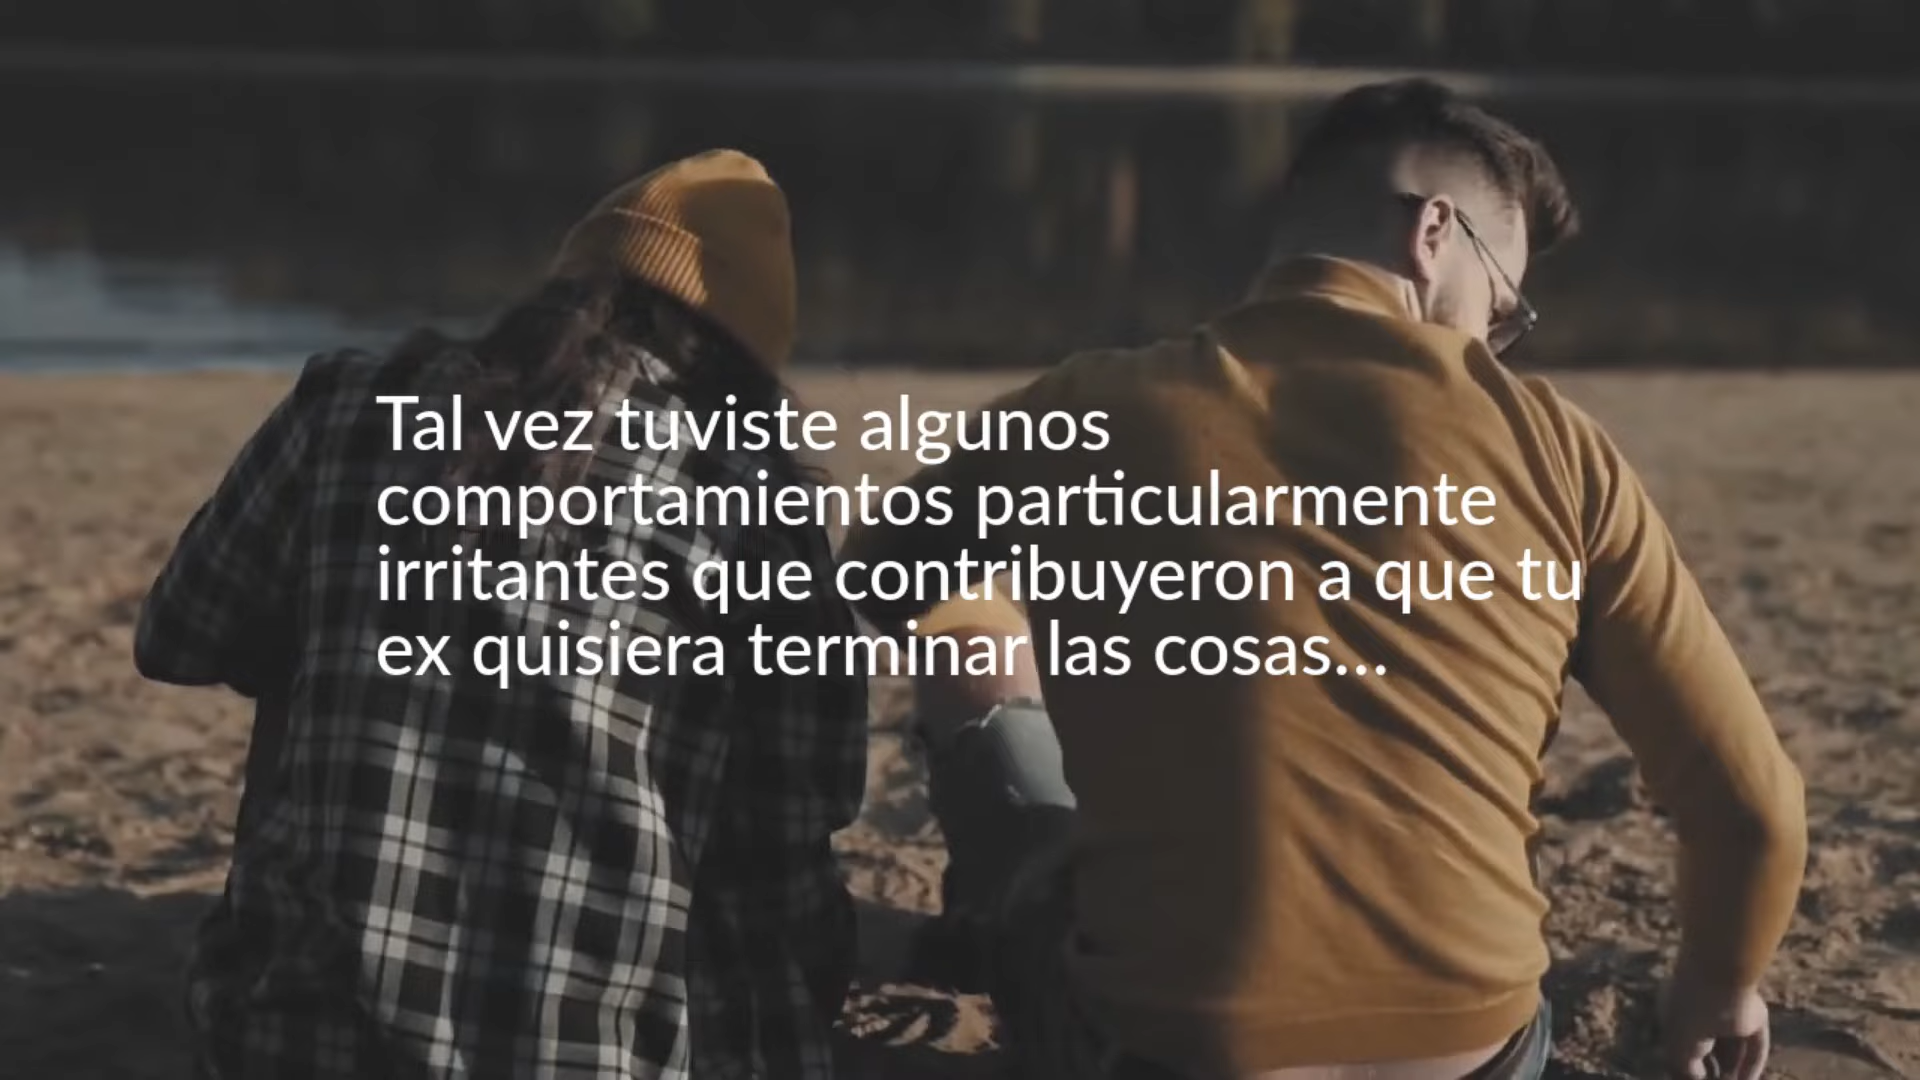 Tal vez tuviste algunos
comportamientos particularmente
irritantes que contribuyeron a que tu
ex quisiera terminar las cosas...